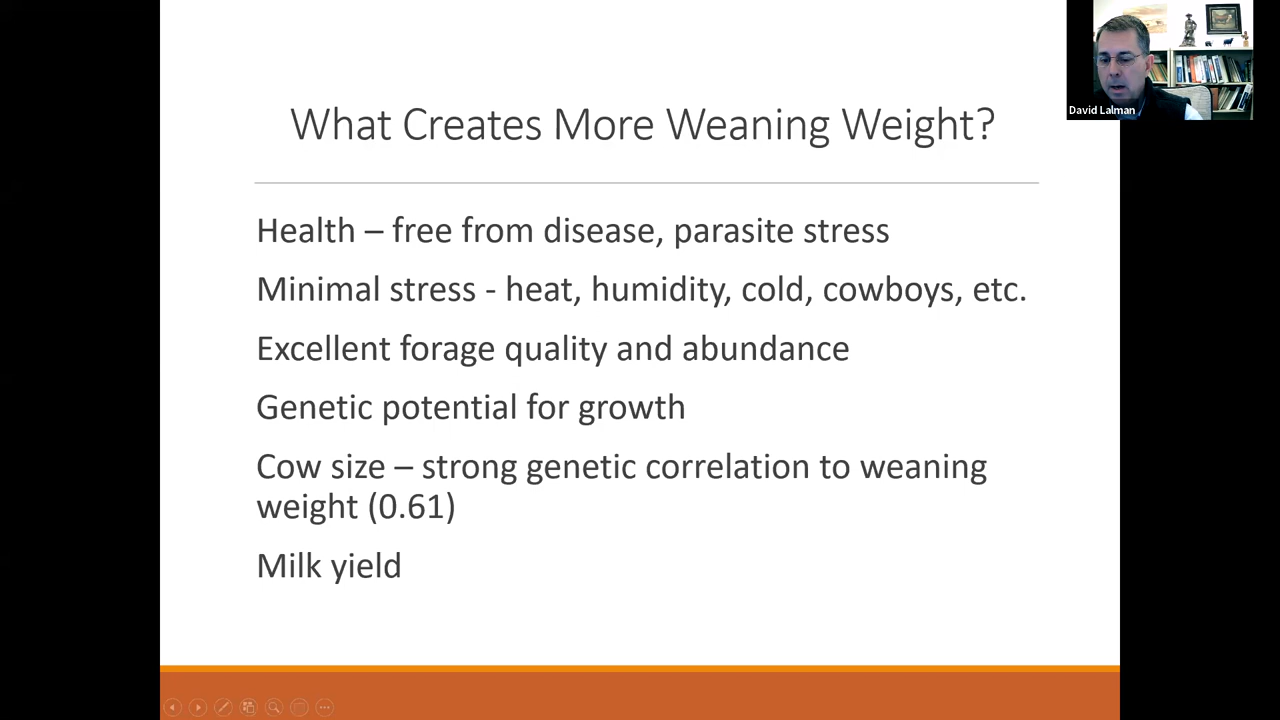 What Creates More Weaning Weight?
Health – free from disease, parasite stress
Minimal stress - heat, humidity, cold, cowboys, etc.
Excellent forage quality and abundance
Genetic potential for growth
Cow size – strong genetic correlation to weaning
weight (0.61)
Milk yield
David Lalman